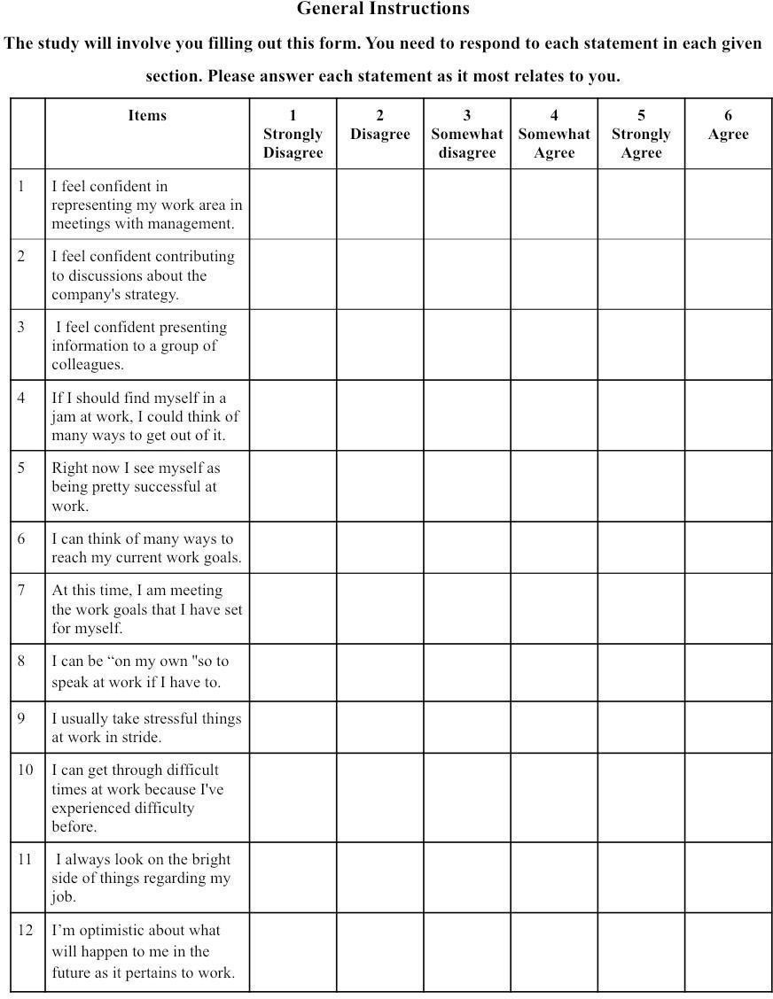 General Instructions
The study will involve you filling out this form. You need to respond to each statement in each given
section. Please answer each statement as it most relates to you.
Items
1
Strongly
Disagree
2
Disagree
3
Somewhat
disagree
4
Somewhat
Agree
5
Strongly
Agree
6
Agree
1
I feel confident in
representing my work area in
meetings with management.
2
I feel confident contributing
to discussions about the
company's strategy.
3
I feel confident presenting
information to a group of
colleagues.
4
If I should find myself in a
jam at work, I could think of
many ways to get out of it.
5
Right now I see myself as
being pretty successful at
work.
6
I can think of many ways to
reach my current work goals.
7
At this time, I am meeting
the work goals that I have set
for myself.
8
I can be “on my own "so to
speak at work if I have to.
9
I usually take stressful things
at work in stride.
10
I can get through difficult
times at work because I've
experienced difficulty
before.
11
I always look on the bright
side of things regarding my
job.
12
I’m optimistic about what
will happen to me in the
future as it pertains to work.